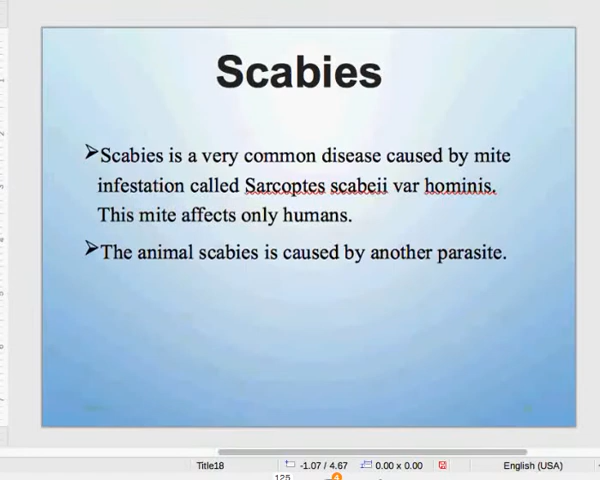 Scabies
➢Scabies is a very common disease caused by mite
infestation called Sarcoptes scabeii var hominis.
This mite affects only humans.
➢The animal scabies is caused by another parasite.
Title18 -1.07 / 4.67 0.00 x 0.00 English (USA)
125
4